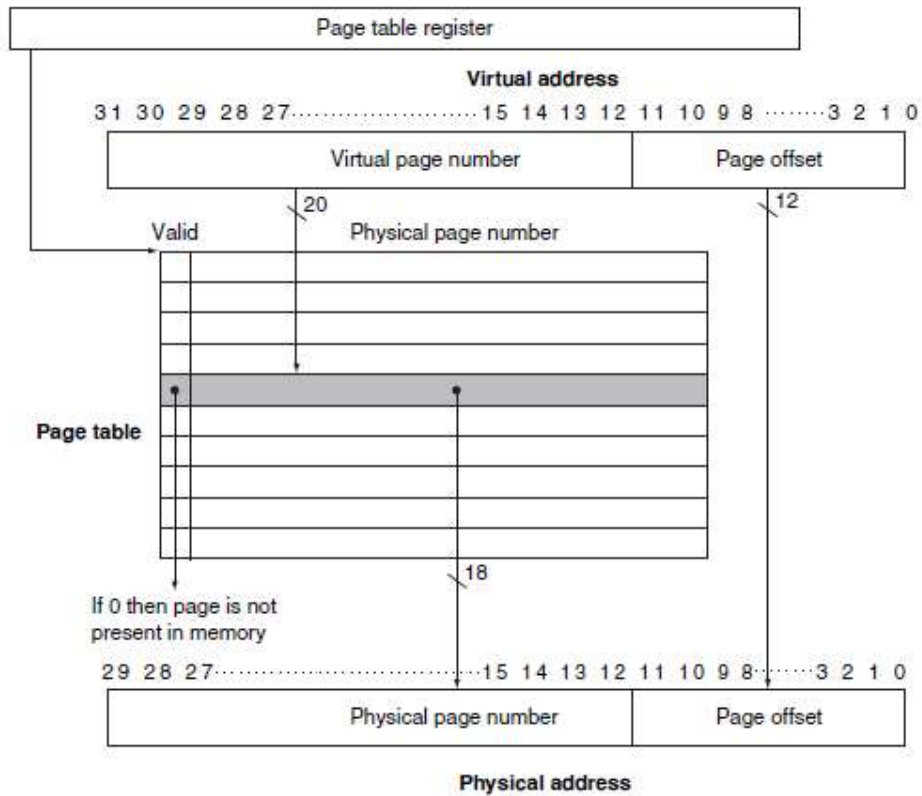 Page table register
Virtual address
31 30 29 28 27........................15 14 13 12 11 10 9 8 ........3 2 1 0
Virtual page number Page offset
20 12
Valid Physical page number
Page table
18
If 0 then page is not
present in memory
29 28 27...................................15 14 13 12 11 10 9 8.......3 2 1 0
Physical page number Page offset
Physical address